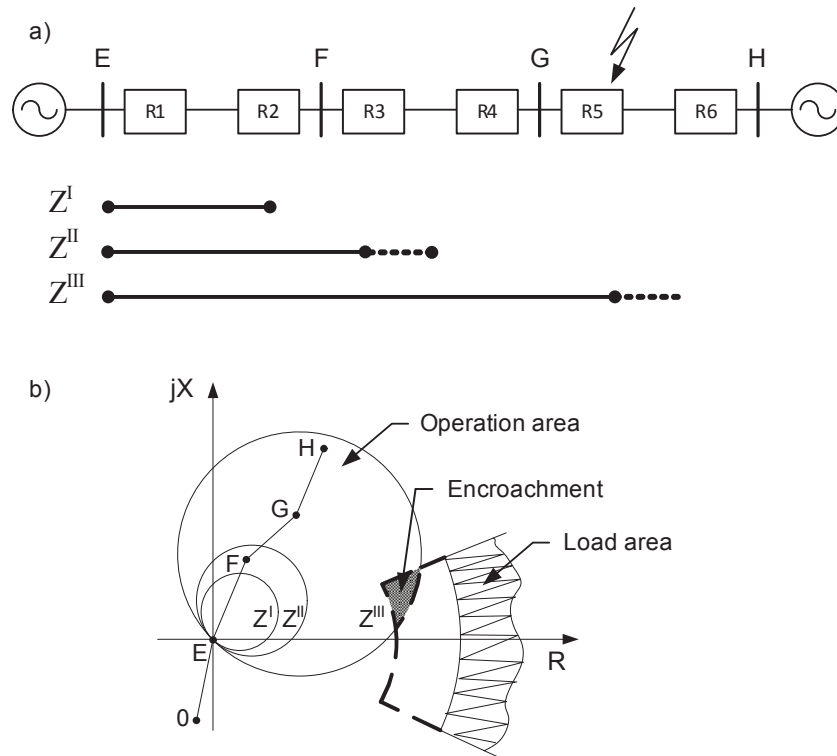 a)
E F G H
R1 R2 R3 R4 R5 R6
Z^I
Z^II
Z^III
b)
jX
Operation area
H
Encroachment
G
Load area
F
Z^I Z^II Z^III
E
R
0